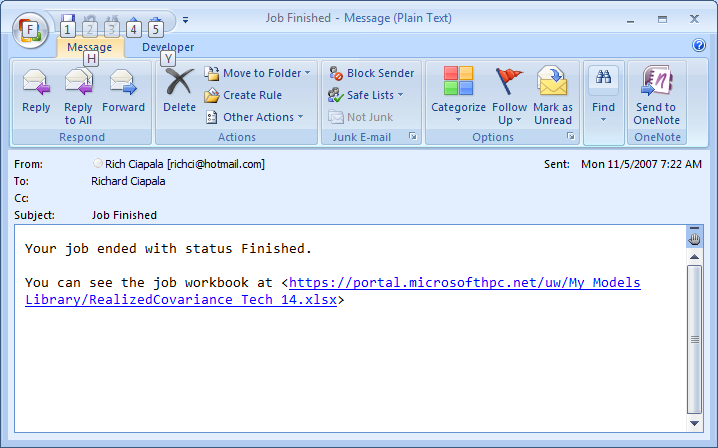 Job Finished - Message (Plain Text)
F 1 2 3 4 5
Message Developer
H Y
Reply
Reply to All
Forward
Respond
Delete
Move to Folder
Create Rule
Other Actions
Actions
Block Sender
Safe Lists
Not Junk
Junk E-mail
Categorize
Follow Up
Mark as Unread
Options
Find
Send to OneNote
OneNote
From: Rich Ciapala [richci@hotmail.com] Sent: Mon 11/5/2007 7:22 AM
To: Richard Ciapala
Cc:
Subject: Job Finished
Your job ended with status Finished.
You can see the job workbook at <https://portal.microsofthpc.net/uw/My Models
Library/RealizedCovariance Tech 14.xlsx>